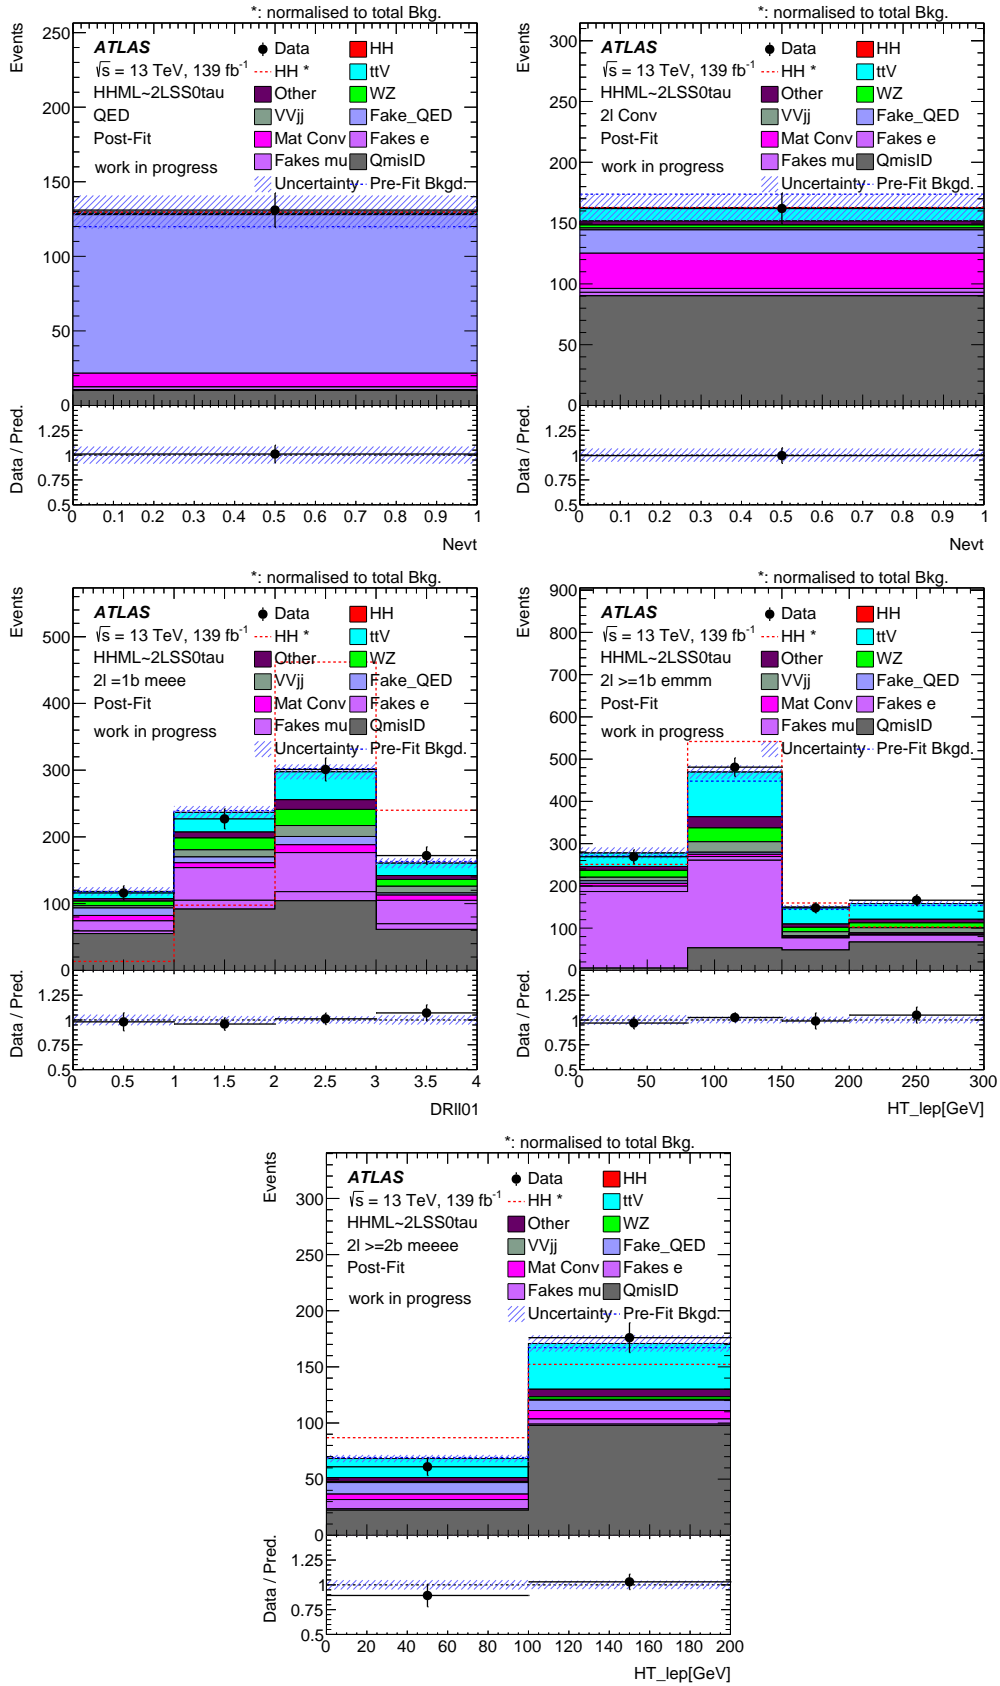 *: normalised to total Bkg.
Events
250
200
150
100
50
0
ATLAS
√s = 13 TeV, 139 fb-1
HHML~2LSS0tau
QED
Post-Fit
work in progress
Data HH
HH * ttV
Other WZ
VVjj Fake_QED
Mat Conv Fakes e
Fakes mu QmisID
Uncertainty Pre-Fit Bkgd.
Data / Pred.
1.25
1
0.75
0.5
0 0.1 0.2 0.3 0.4 0.5 0.6 0.7 0.8 0.9 1
Nevt
*: normalised to total Bkg.
Events
300
250
200
150
100
50
0
ATLAS
√s = 13 TeV, 139 fb-1
HHML~2LSS0tau
2l Conv
Post-Fit
work in progress
Data HH
HH * ttV
Other WZ
VVjj Fake_QED
Mat Conv Fakes e
Fakes mu QmisID
Uncertainty Pre-Fit Bkgd.
Data / Pred.
1.25
1
0.75
0.5
0 0.1 0.2 0.3 0.4 0.5 0.6 0.7 0.8 0.9 1
Nevt
*: normalised to total Bkg.
Events
500
400
300
200
100
0
ATLAS
√s = 13 TeV, 139 fb-1
HHML~2LSS0tau
2l =1b meee
Post-Fit
work in progress
Data HH
HH * ttV
Other WZ
VVjj Fake_QED
Mat Conv Fakes e
Fakes mu QmisID
Uncertainty Pre-Fit Bkgd.
Data / Pred.
1.25
1
0.75
0.5
0 0.5 1 1.5 2 2.5 3 3.5 4
DRll01
*: normalised to total Bkg.
Events
900
800
700
600
500
400
300
200
100
0
ATLAS
√s = 13 TeV, 139 fb-1
HHML~2LSS0tau
2l >=1b emmm
Post-Fit
work in progress
Data HH
HH * ttV
Other WZ
VVjj Fake_QED
Mat Conv Fakes e
Fakes mu QmisID
Uncertainty Pre-Fit Bkgd.
Data / Pred.
1.25
1
0.75
0.5
0 50 100 150 200 250 300
HT_lep[GeV]
*: normalised to total Bkg.
Events
300
250
200
150
100
50
0
ATLAS
√s = 13 TeV, 139 fb-1
HHML~2LSS0tau
2l >=2b meeee
Post-Fit
work in progress
Data HH
HH * ttV
Other WZ
VVjj Fake_QED
Mat Conv Fakes e
Fakes mu QmisID
Uncertainty Pre-Fit Bkgd.
Data / Pred.
1.25
1
0.75
0.5
0 20 40 60 80 100 120 140 160 180 200
HT_lep[GeV]